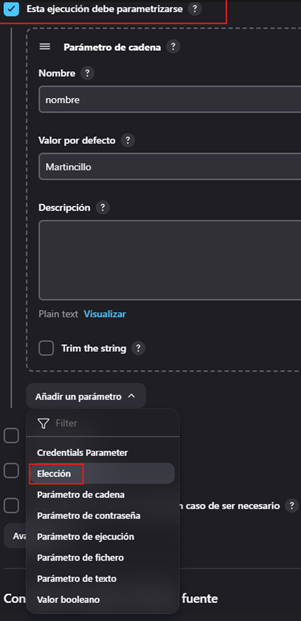 Esta ejecución debe parametrizarse ?
Parámetro de cadena ?
Nombre ?
nombre
Valor por defecto ?
Martincillo
Descripción ?
Plain text Visualizar
Trim the string ?
Añadir un parámetro
Filter
Credentials Parameter
Elección
Parámetro de cadena
Parámetro de contraseña
Parámetro de ejecución
Parámetro de fichero
Parámetro de texto
Valor booleano
n caso de ser necesario ?
Ava
Con
fuente